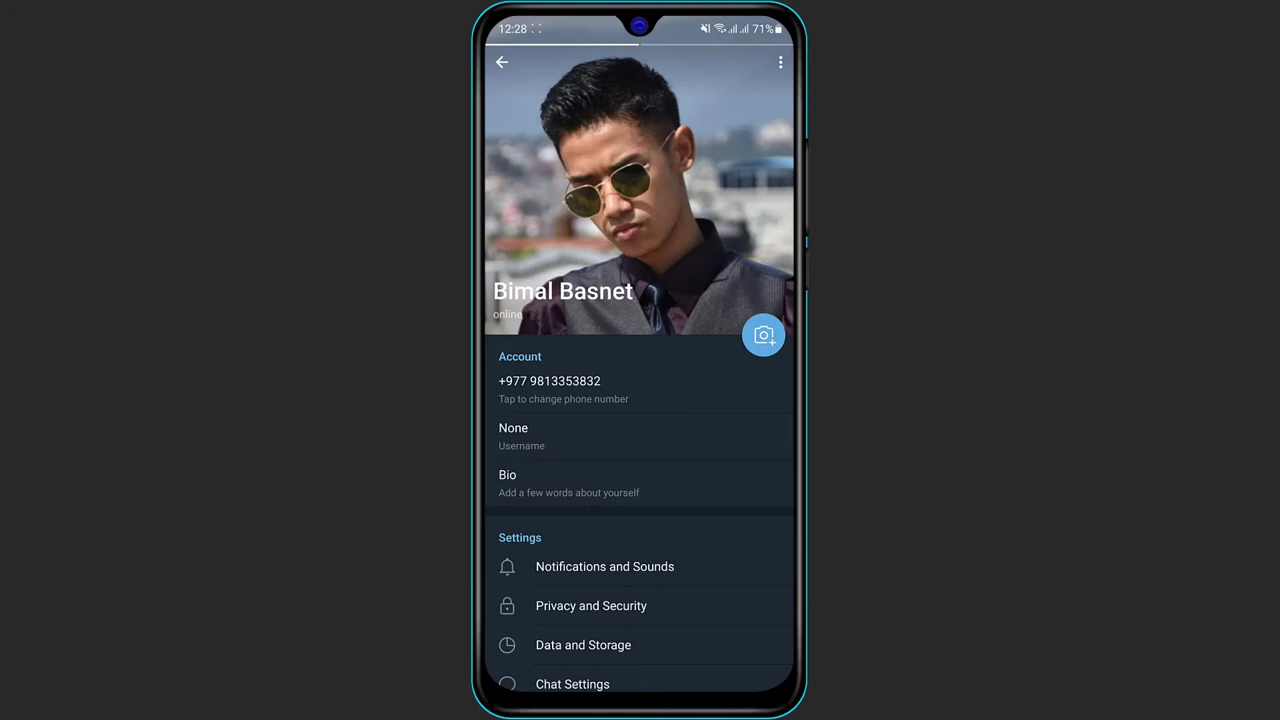 12:28
71%
Bimal Basnet
online
Account
+977 9813353832
Tap to change phone number
None
Username
Bio
Add a few words about yourself
Settings
Notifications and Sounds
Privacy and Security
Data and Storage
Chat Settings